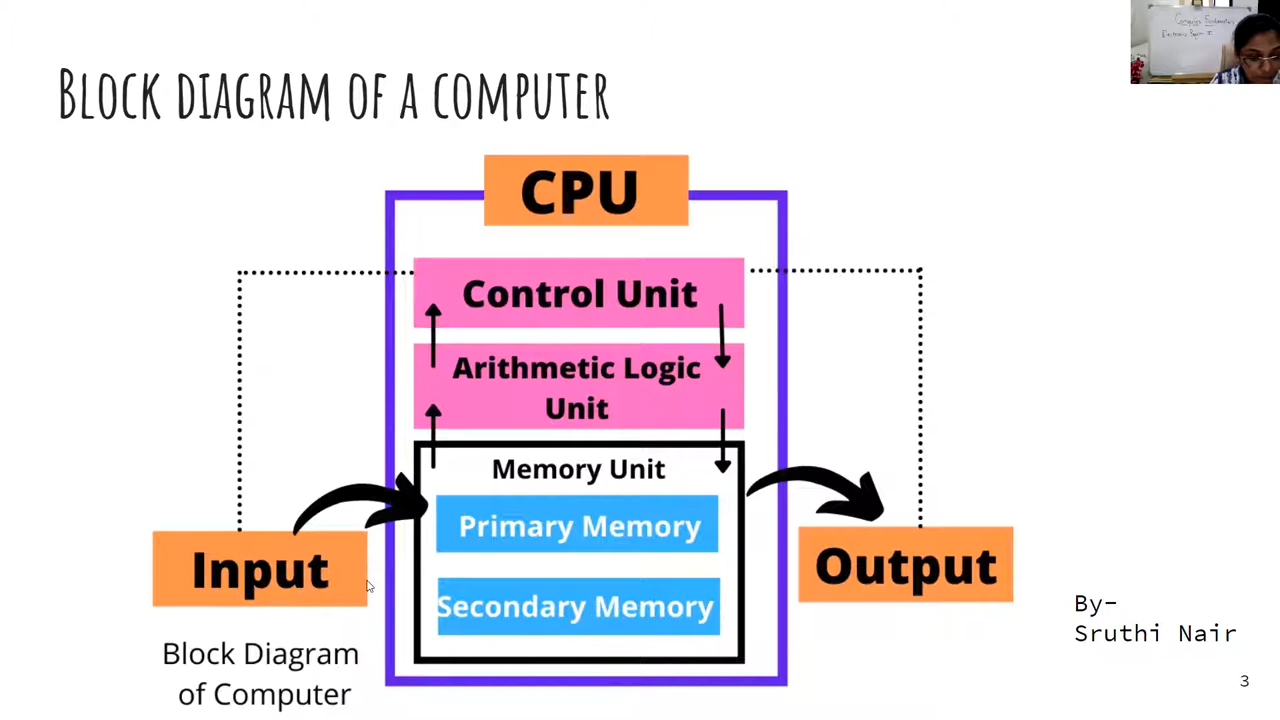 BLOCK DIAGRAM OF A COMPUTER
CPU
Control Unit
Arithmetic Logic
Unit
Memory Unit
Primary Memory
Secondary Memory
Input
Output
Block Diagram
of Computer
By-
Sruthi Nair
3